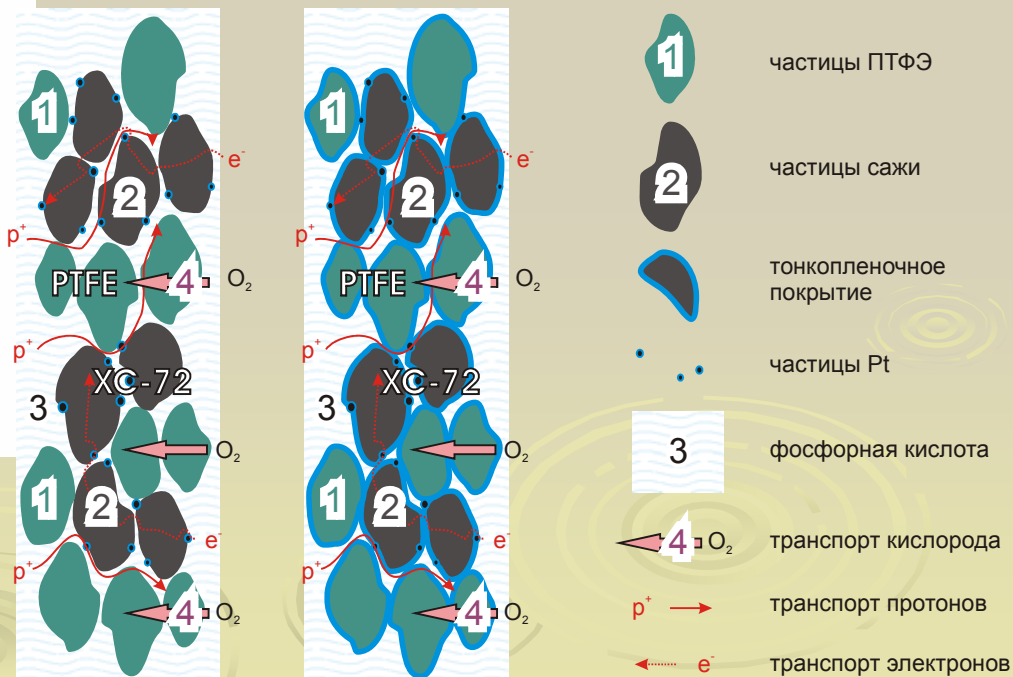 1
2
e⁻
p⁺
PTFE
4
O₂
p⁺
XC-72
3
O₂
1
2
e⁻
p⁺
4
O₂
1
2
e⁻
p⁺
PTFE
4
O₂
p⁺
XC-72
3
O₂
1
2
e⁻
p⁺
4
O₂
1
частицы ПТФЭ
2
частицы сажи
тонкопленочное
покрытие
частицы Pt
3
фосфорная кислота
4 O₂
транспорт кислорода
p⁺
транспорт протонов
e⁻
транспорт электронов